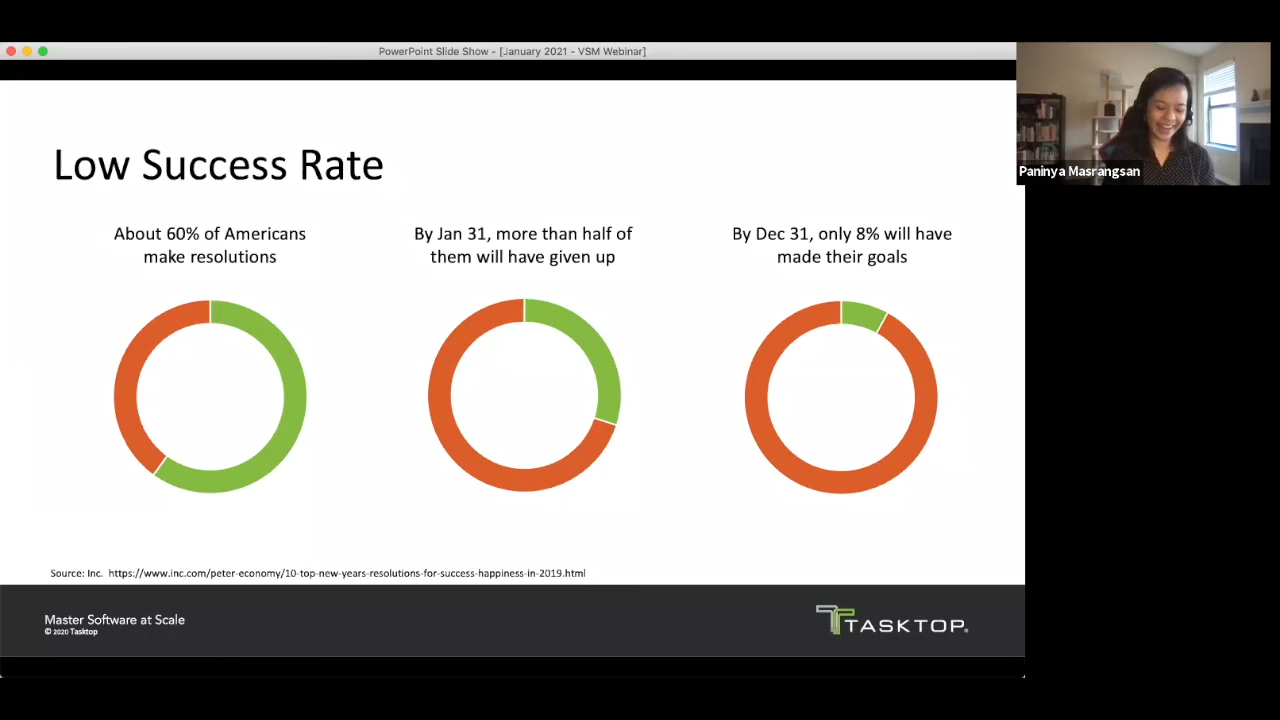 PowerPoint Slide Show - [January 2021 - VSM Webinar]
Paninya Masrangsan
Low Success Rate
About 60% of Americans
make resolutions
By Jan 31, more than half of
them will have given up
By Dec 31, only 8% will have
made their goals
Source: Inc. https://www.inc.com/peter-economy/10-top-new-years-resolutions-for-success-happiness-in-2019.html
Master Software at Scale
© 2020 Tasktop
TASKTOP®